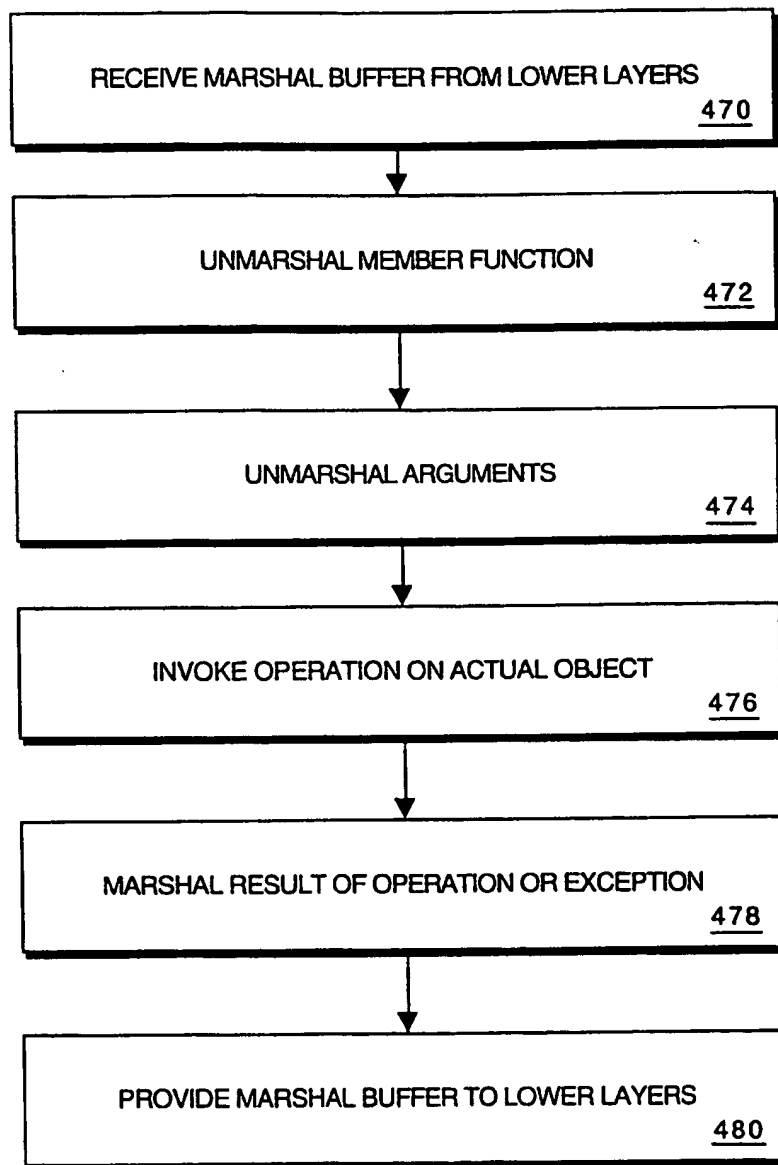 RECEIVE MARSHAL BUFFER FROM LOWER LAYERS
470
UNMARSHAL MEMBER FUNCTION
472
UNMARSHAL ARGUMENTS
474
INVOKE OPERATION ON ACTUAL OBJECT
476
MARSHAL RESULT OF OPERATION OR EXCEPTION
478
PROVIDE MARSHAL BUFFER TO LOWER LAYERS
480